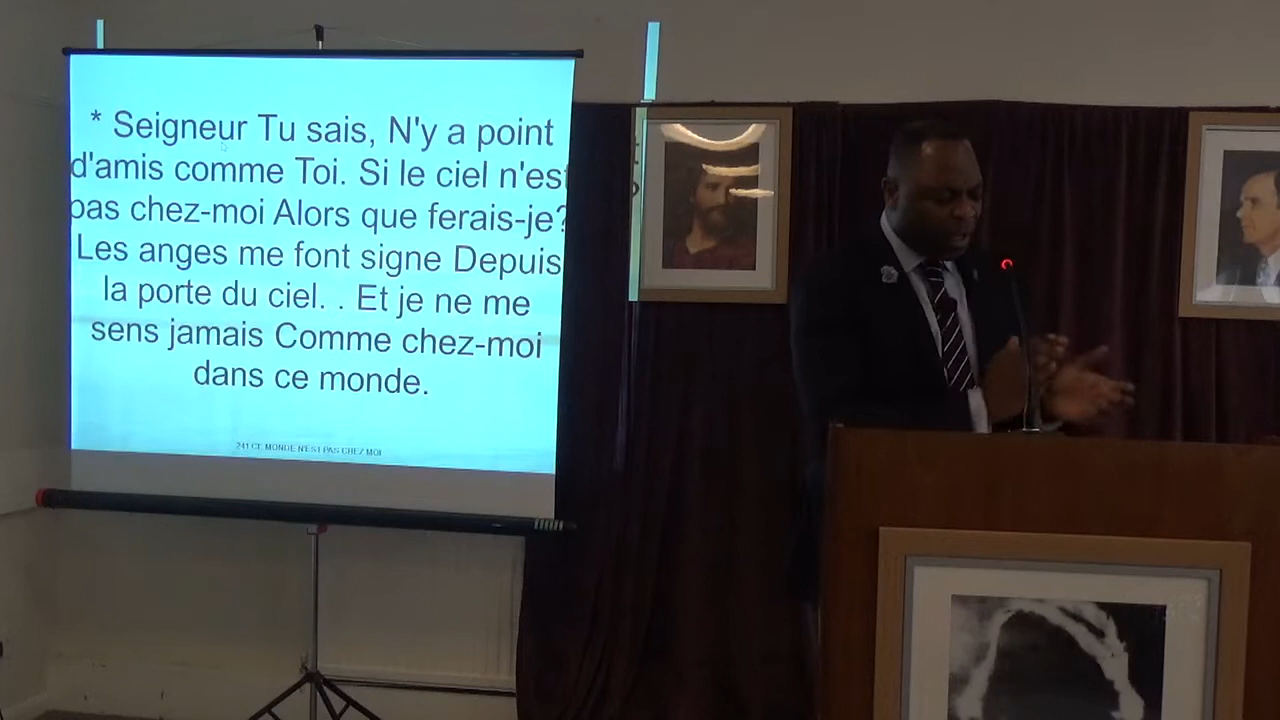 * Seigneur Tu sais, N'y a point
d'amis comme Toi. Si le ciel n'est
pas chez-moi Alors que ferais-je?
Les anges me font signe Depuis
la porte du ciel. . Et je ne me
sens jamais Comme chez-moi
dans ce monde.
241 CE MONDE N'EST PAS CHEZ MOI